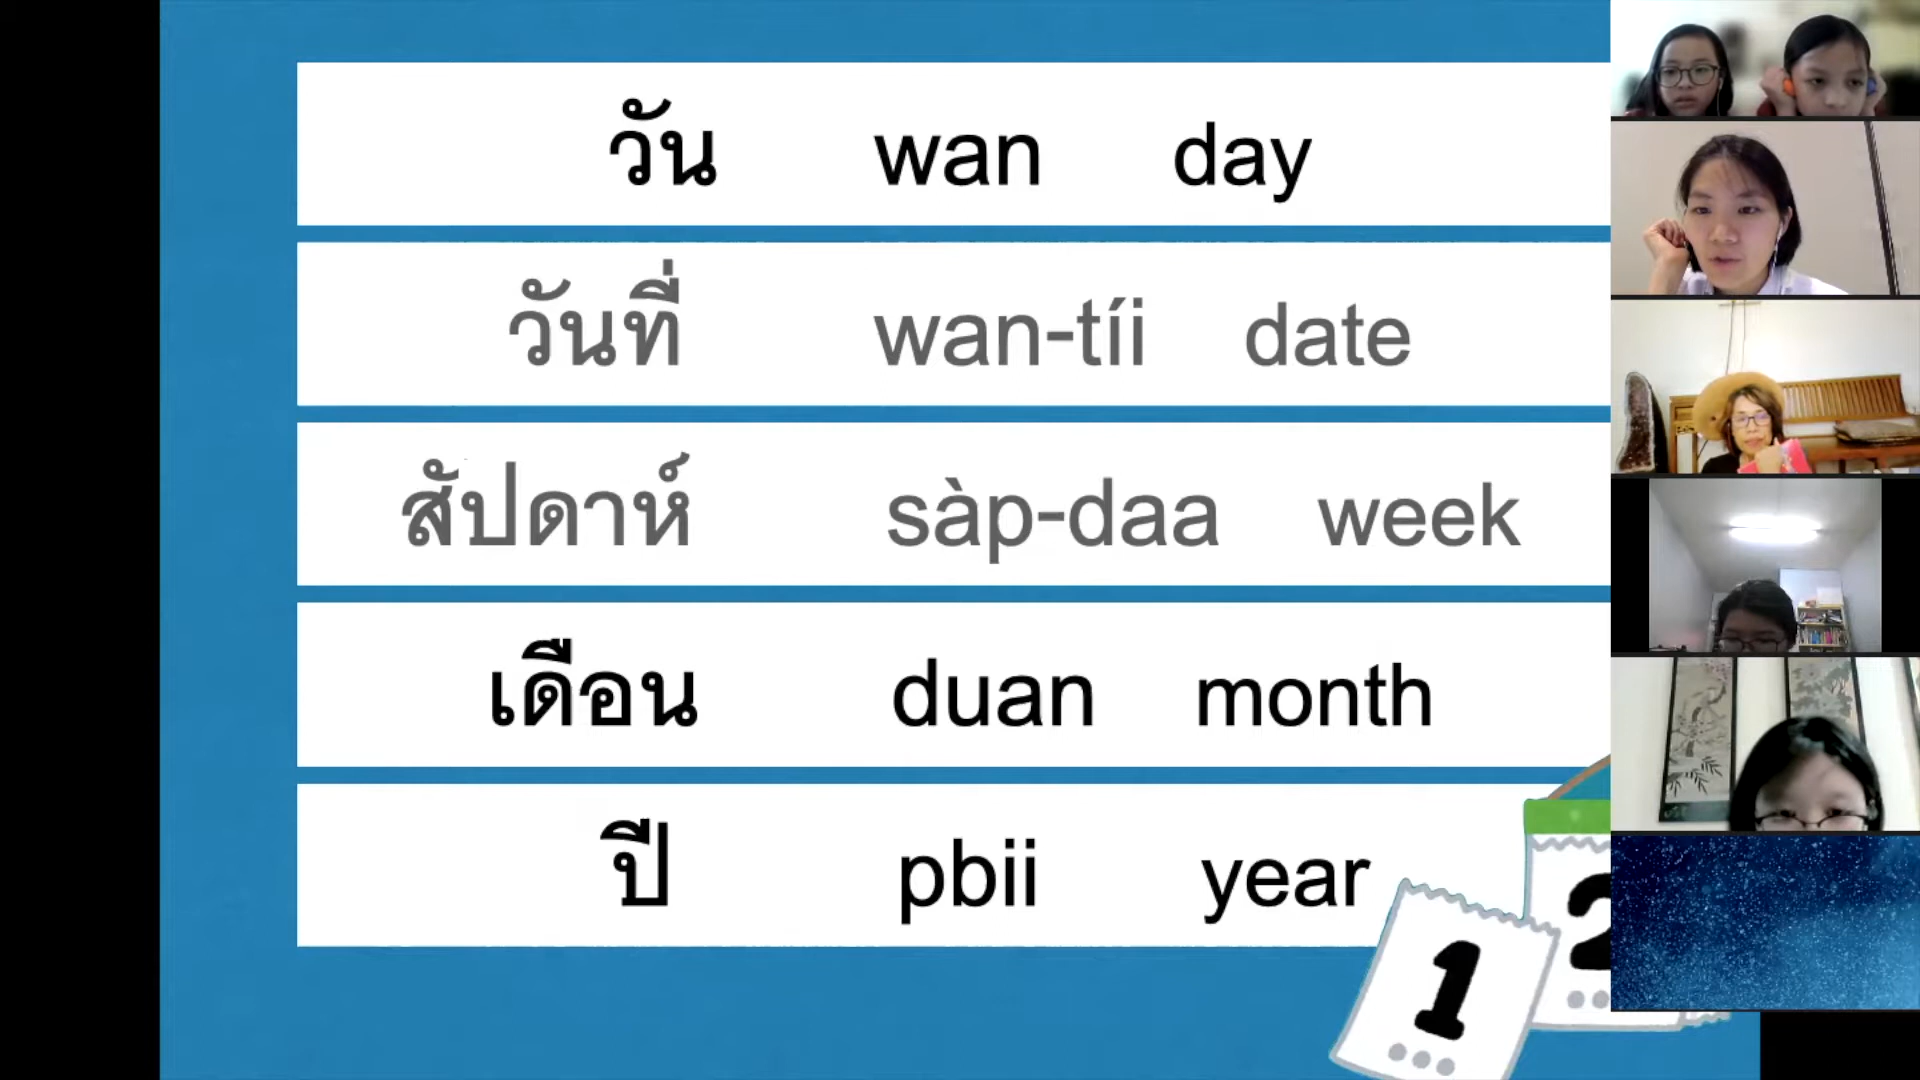 วัน wan day
วันที่ wan-tíi date
สัปดาห์ sàp-daa week
เดือน duan month
ปี pbii year
1
2